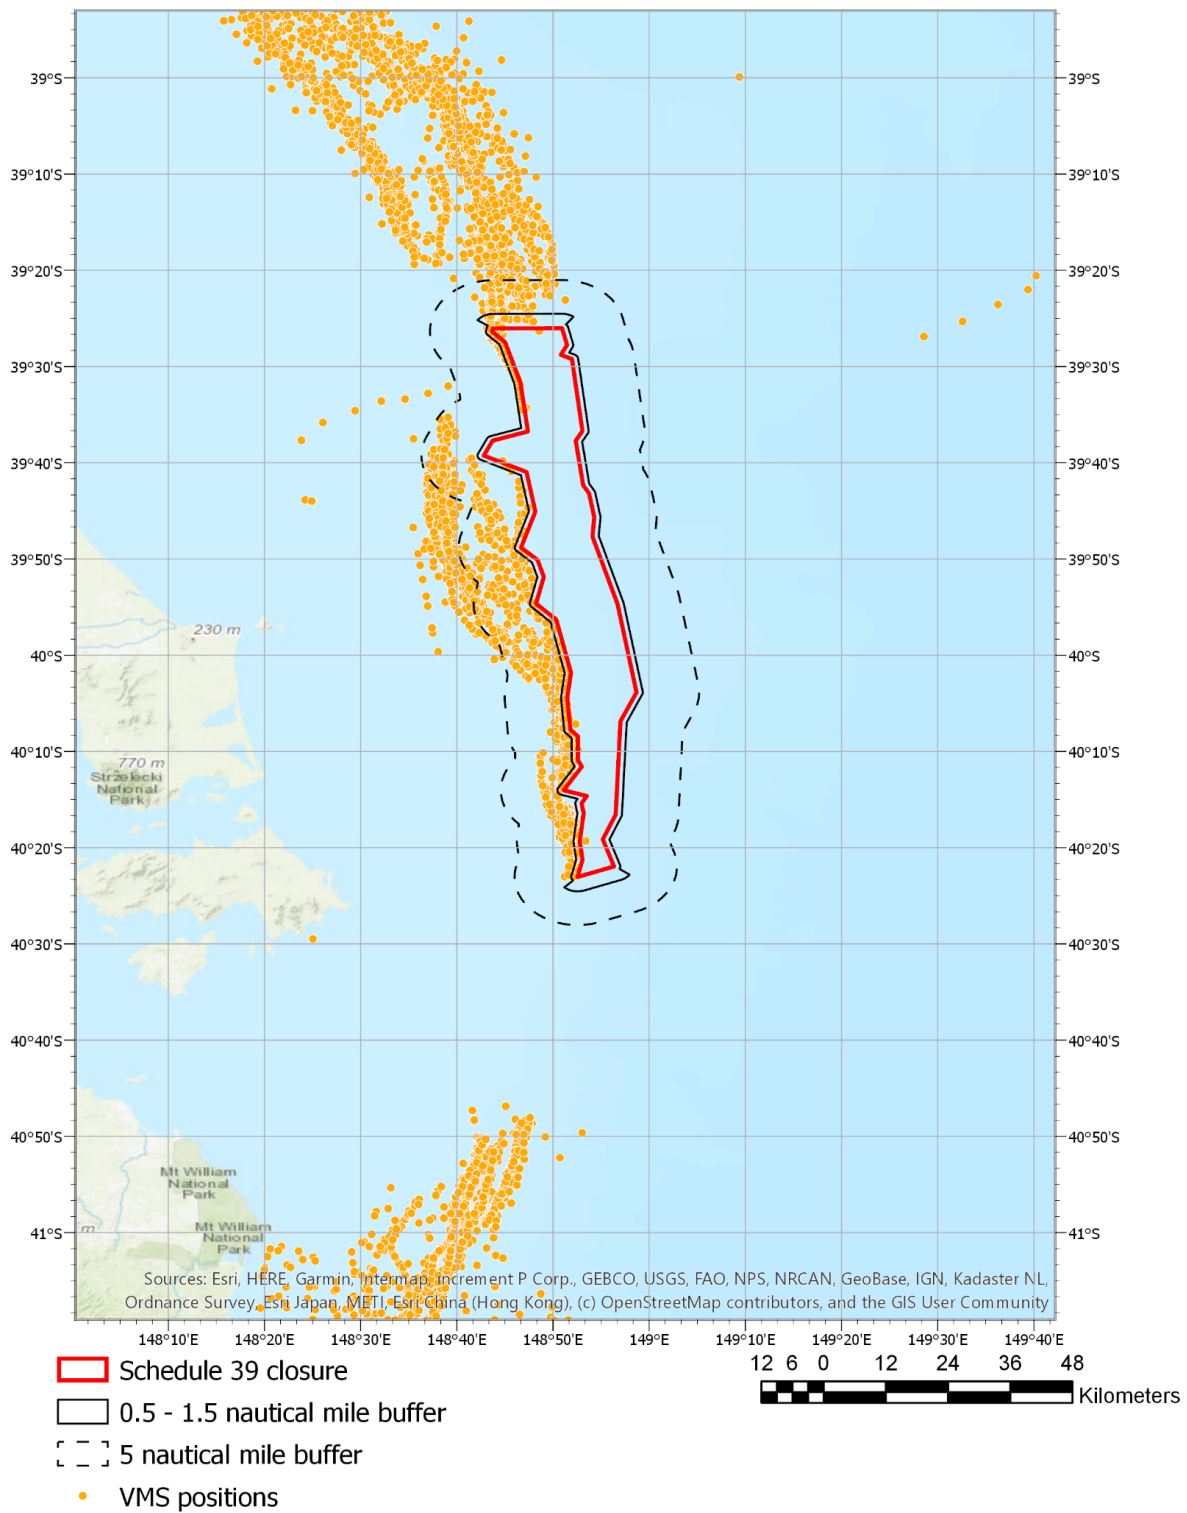 39°S
39°S
39°10'S
39°10'S
39°20'S
39°20'S
39°30'S
39°30'S
39°40'S
39°40'S
39°50'S
39°50'S
230 m
40°S
40°S
40°10'S
40°10'S
770 m
Strzelecki
National
Park
40°20'S
40°20'S
40°30'S
40°30'S
40°40'S
40°40'S
40°50'S
40°50'S
Mt William
National
Park
Mt William
National
Park
m
41°S
41°S
Sources: Esri, HERE, Garmin, Intermap, increment P Corp., GEBCO, USGS, FAO, NPS, NRCAN, GeoBase, IGN, Kadaster NL,
Ordnance Survey, Esri Japan, METI, Esri China (Hong Kong), (c) OpenStreetMap contributors, and the GIS User Community
148°10'E 148°20'E 148°30'E 148°40'E 148°50'E 149°E 149°10'E 149°20'E 149°30'E 149°40'E
12 6 0 12 24 36 48
Kilometers
Schedule 39 closure
0.5 - 1.5 nautical mile buffer
5 nautical mile buffer
VMS positions